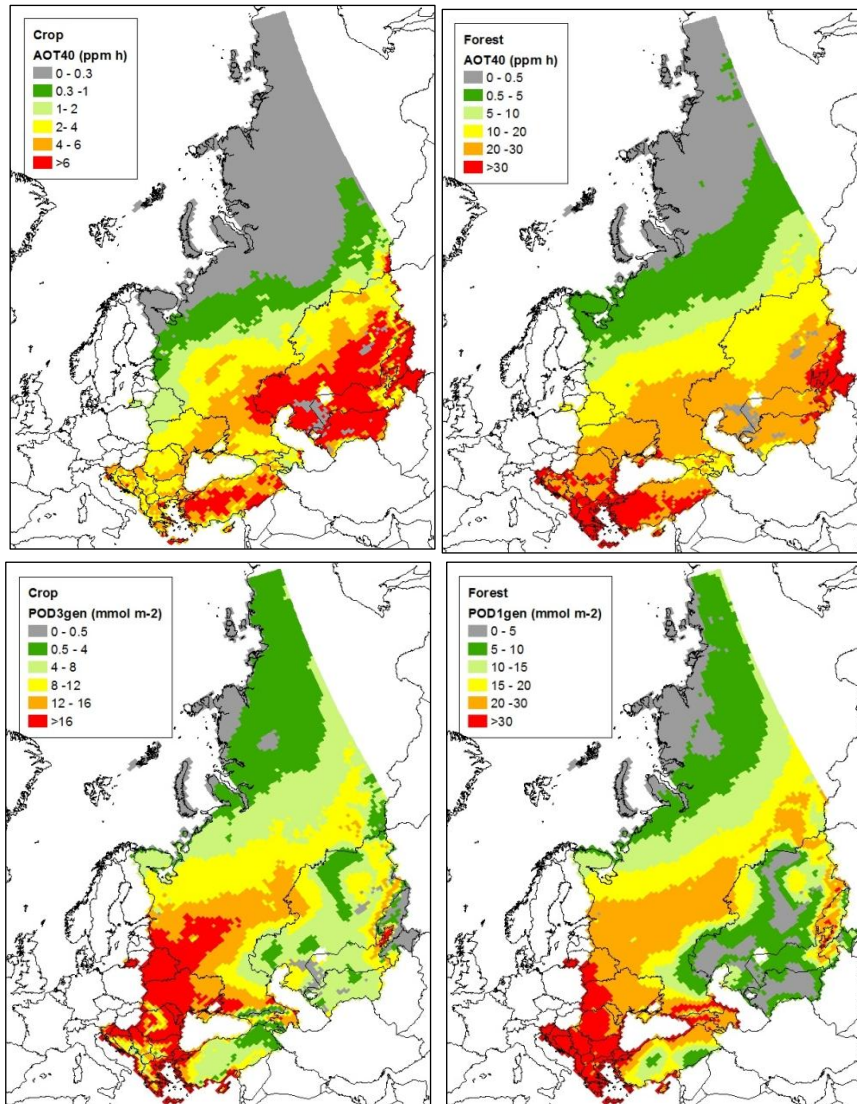 Crop
AOT40 (ppm h)
0 - 0.3
0.3 -1
1- 2
2- 4
4 - 6
>6
Forest
AOT40 (ppm h)
0 - 0.5
0.5 - 5
5 - 10
10 - 20
20 -30
>30
Crop
POD3gen (mmol m-2)
0 - 0.5
0.5 - 4
4 - 8
8 -12
12 - 16
>16
Forest
POD1gen (mmol m-2)
0 - 5
5 - 10
10 -15
15 - 20
20 -30
>30